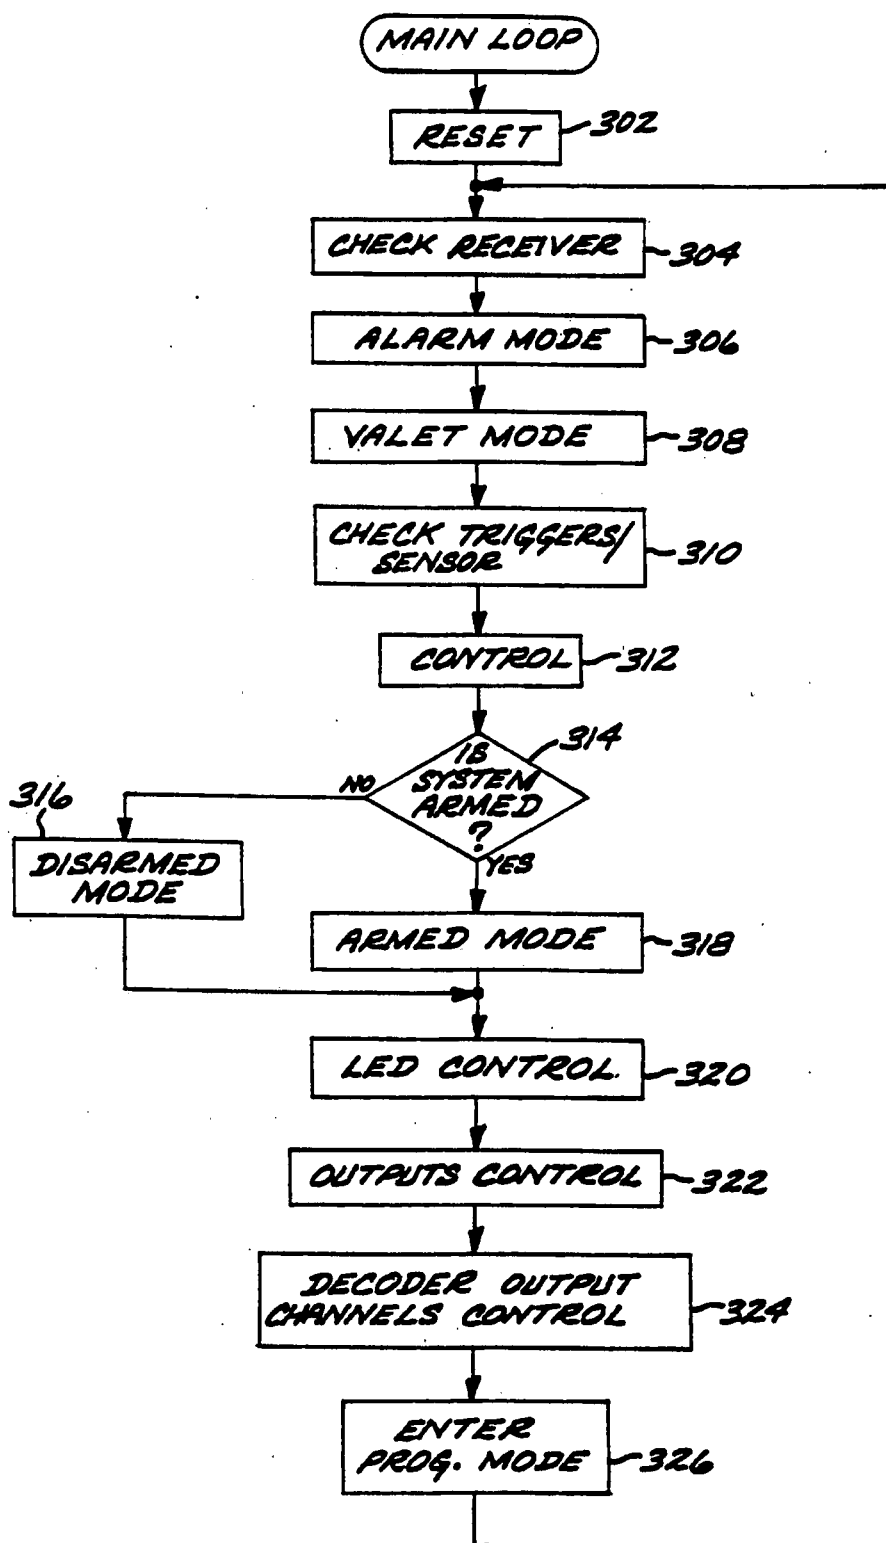 MAIN LOOP
RESET
302
CHECK RECEIVER
304
ALARM MODE
306
VALET MODE
308
CHECK TRIGGERS/
SENSOR
310
CONTROL
312
314
IS
SYSTEM
ARMED
?
NO
YES
316
DISARMED
MODE
ARMED MODE
318
LED CONTROL
320
OUTPUTS CONTROL
322
DECODER OUTPUT
CHANNELS CONTROL
324
ENTER
PROG. MODE
326